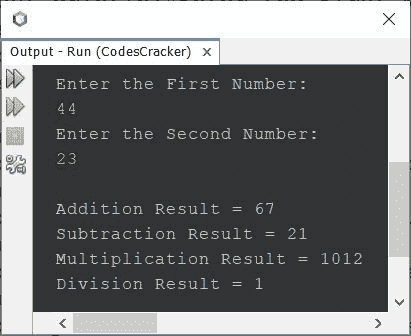 Output - Run (CodesCracker)
Enter the First Number:
44
Enter the Second Number:
23
Addition Result = 67
Subtraction Result = 21
Multiplication Result = 1012
Division Result = 1